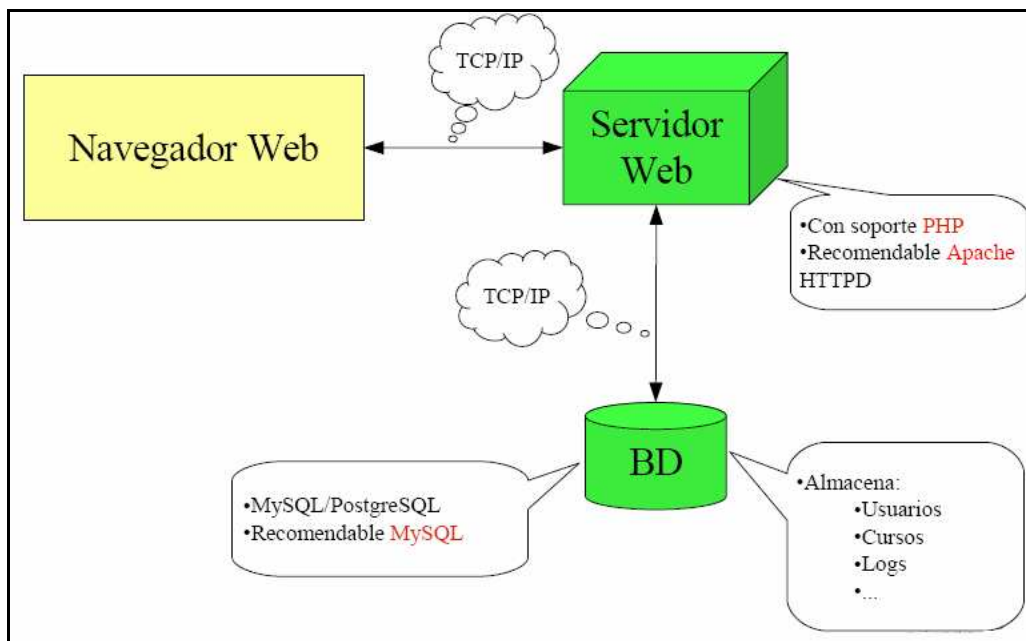 TCP/IP
Navegador Web
Servidor
Web
•Con soporte PHP
•Recomendable Apache
HTTPD
TCP/IP
BD
•MySQL/PostgreSQL
•Recomendable MySQL
•Almacena:
•Usuarios
•Cursos
•Logs
•...